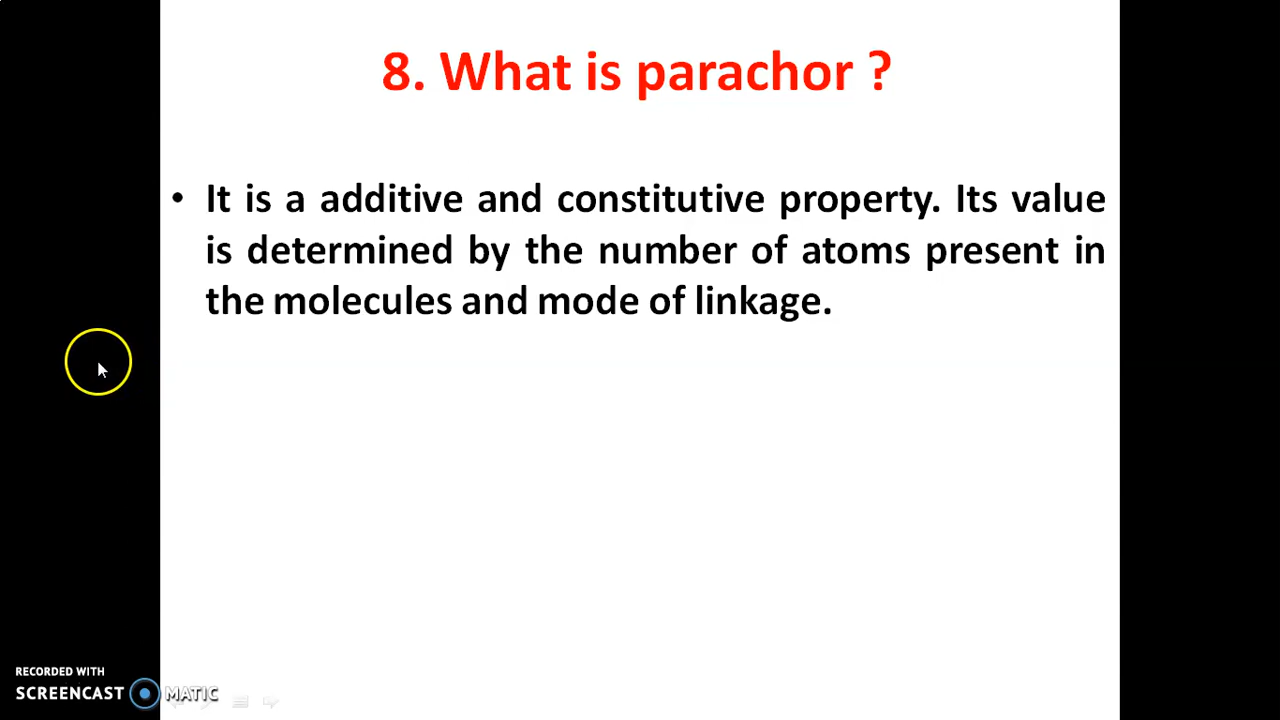 8. What is parachor ?
• It is a additive and constitutive property. Its value
is determined by the number of atoms present in
the molecules and mode of linkage.
RECORDED WITH
SCREENCAST MATIC